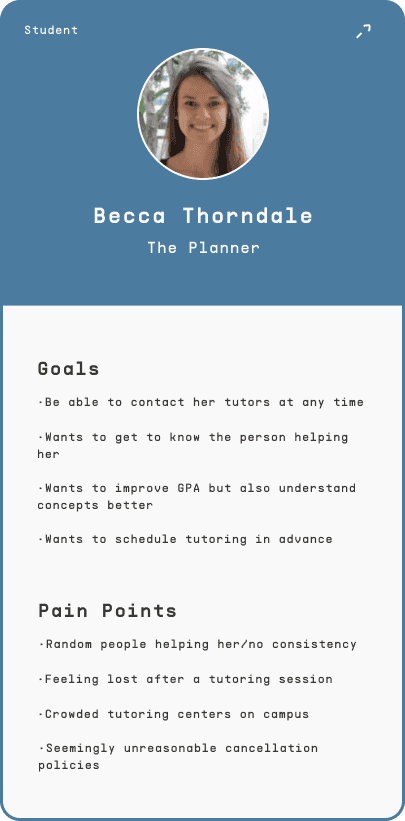 Student
Becca Thorndale
The Planner
Goals
·Be able to contact her tutors at any time
·Wants to get to know the person helping
her
·Wants to improve GPA but also understand
concepts better
·Wants to schedule tutoring in advance
Pain Points
·Random people helping her/no consistency
·Feeling lost after a tutoring session
·Crowded tutoring centers on campus
·Seemingly unreasonable cancellation
policies